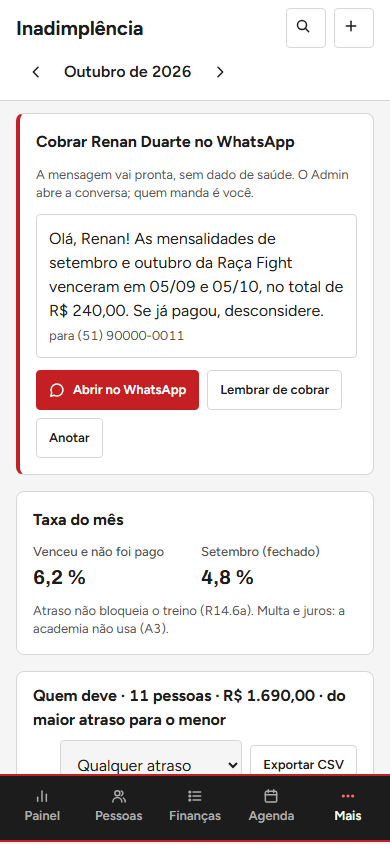 Inadimplência
Outubro de 2026
Cobrar Renan Duarte no WhatsApp
A mensagem vai pronta, sem dado de saúde. O Admin
abre a conversa; quem manda é você.
Olá, Renan! As mensalidades de
setembro e outubro da Raça Fight
venceram em 05/09 e 05/10, no total de
R$ 240,00. Se já pagou, desconsidere.
para (51) 90000-0011
Abrir no WhatsApp
Lembrar de cobrar
Anotar
Taxa do mês
Venceu e não foi pago
Setembro (fechado)
6,2 %
4,8 %
Atraso não bloqueia o treino (R14.6a). Multa e juros: a
academia não usa (A3).
Quem deve · 11 pessoas · R$ 1.690,00 · do
maior atraso para o menor
Qualquer atraso
Exportar CSV
Painel
Pessoas
Finanças
Agenda
Mais